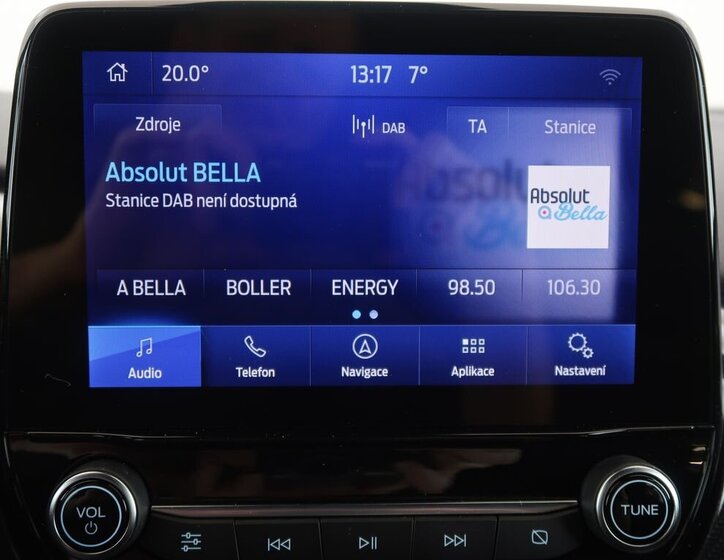 20.0° 13:17 7°
Zdroje DAB TA Stanice
Absolut BELLA
Stanice DAB není dostupná
Absolut
Bella
A BELLA BOLLER ENERGY 98.50 106.30
Audio Telefon Navigace Aplikace Nastavení
VOL TUNE